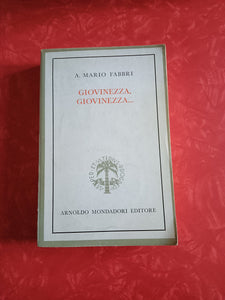 A. MARIO FABBRI
GIOVINEZZA,
GIOVINEZZA...
ARNOLDO MONDADORI EDITORE